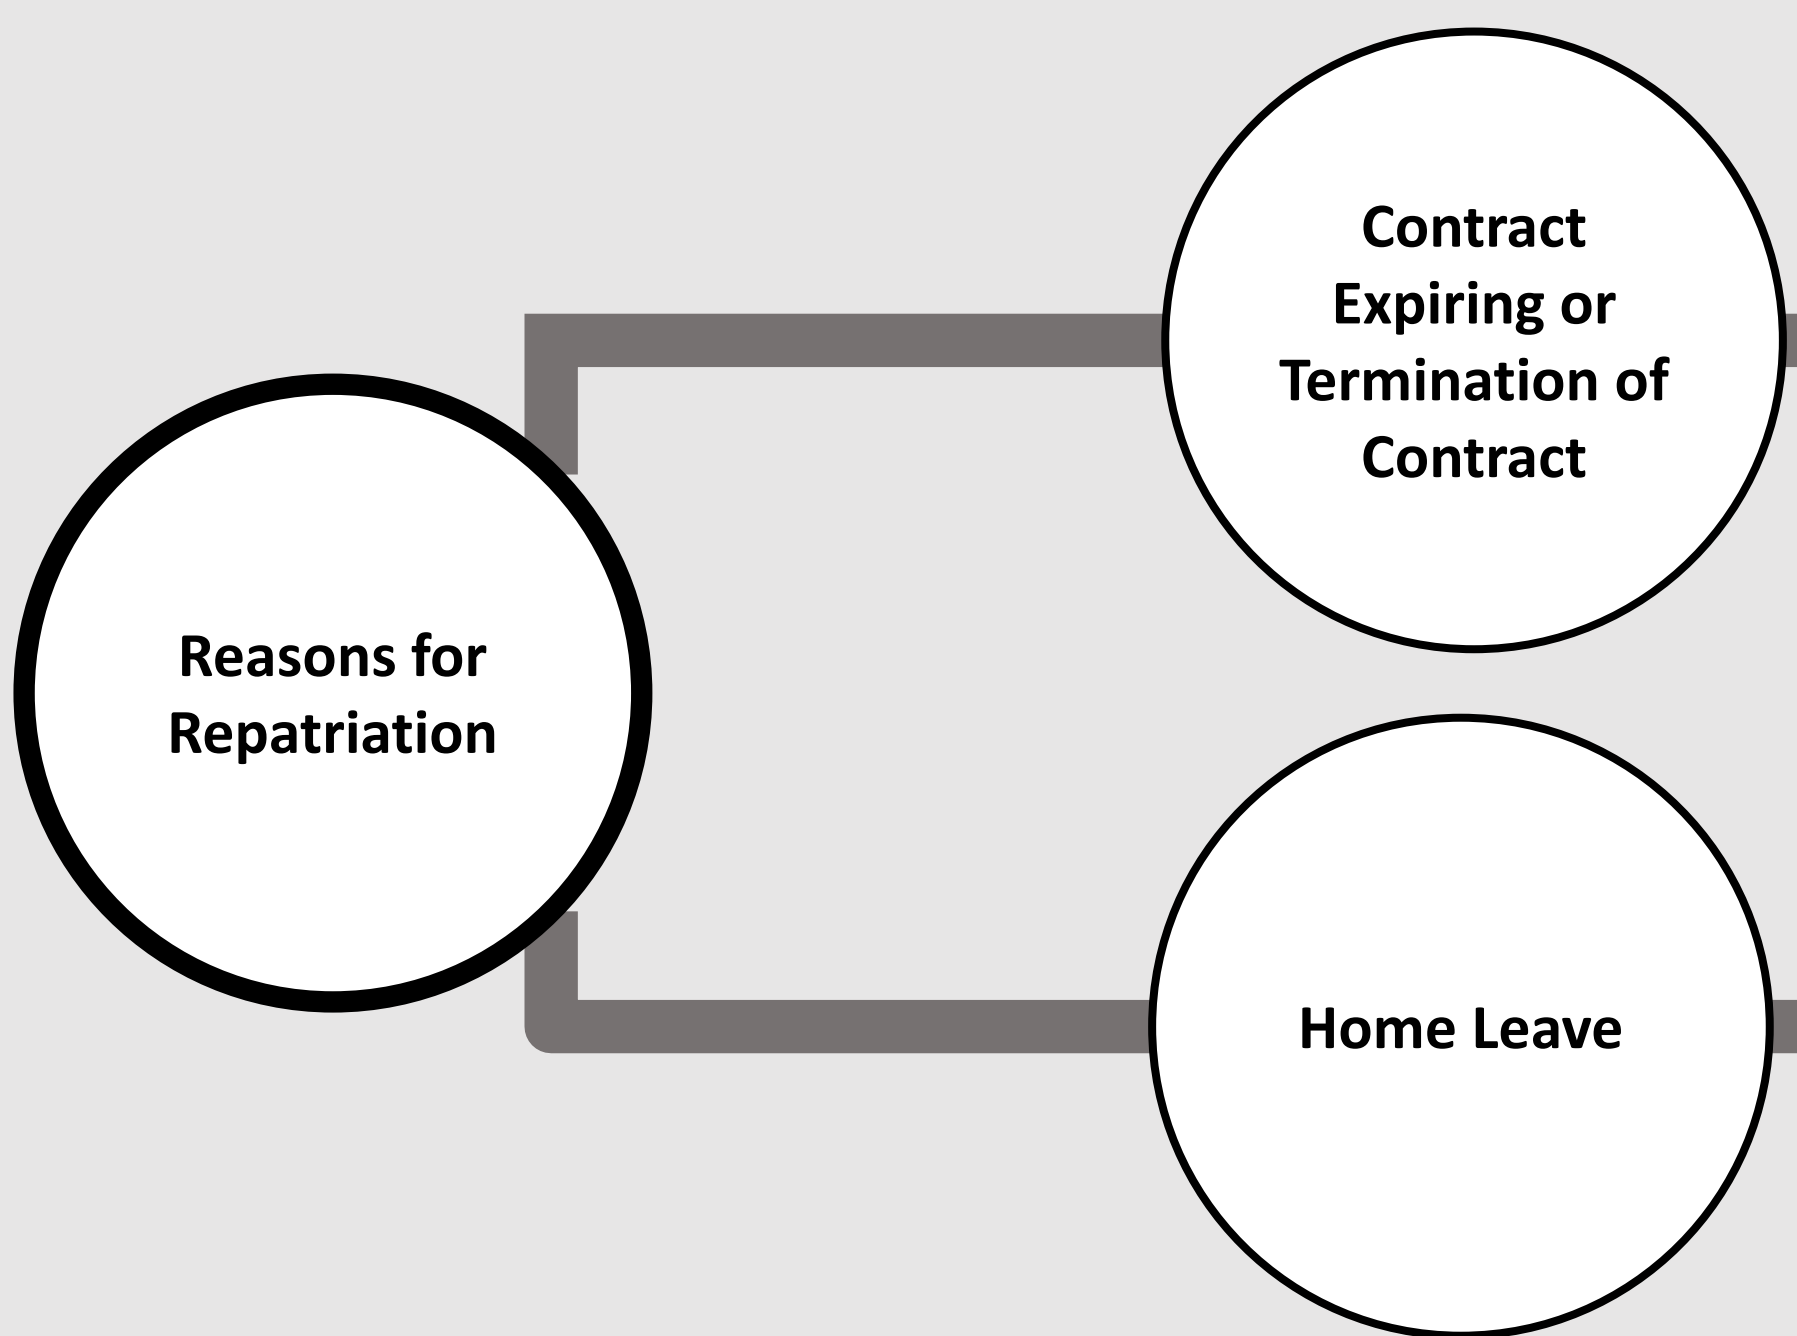 Contract
Expiring or
Termination of
Contract
Reasons for
Repatriation
Home Leave